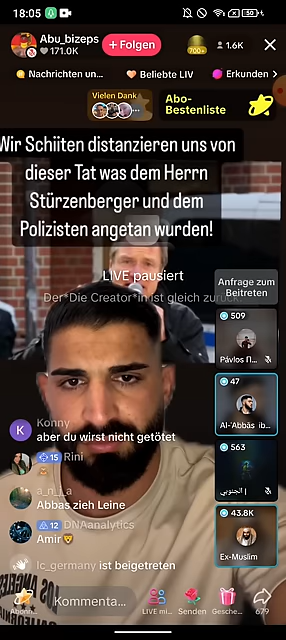 18:05
Abu_bizeps
171.0K
+ Folgen
700+
1.6K
Nachrichten un...
Beliebte LIV
Erkunden
Vielen Dank
Abo-
Bestenliste
Wir Schiiten distanzieren uns von
dieser Tat was dem Herrn
Stürzenberger und dem
Polizisten angetan wurden!
LIVE pausiert
Der*Die Creator*in ist gleich zurück.
Anfrage zum
Beitreten
509
Pávlos Π...
47
Al-'Abbās ib..
563
الجنوبي |
43.8K
Ex-Muslim
K
Konny
aber du wirst nicht getötet
15 Rini
a_n_j_a
Abbas zieh Leine
12 DNAanalytics
Amir
lc_germany ist beigetreten
Abonn...
Kommenta...
LIVE mi...
Senden
Gesche...
679